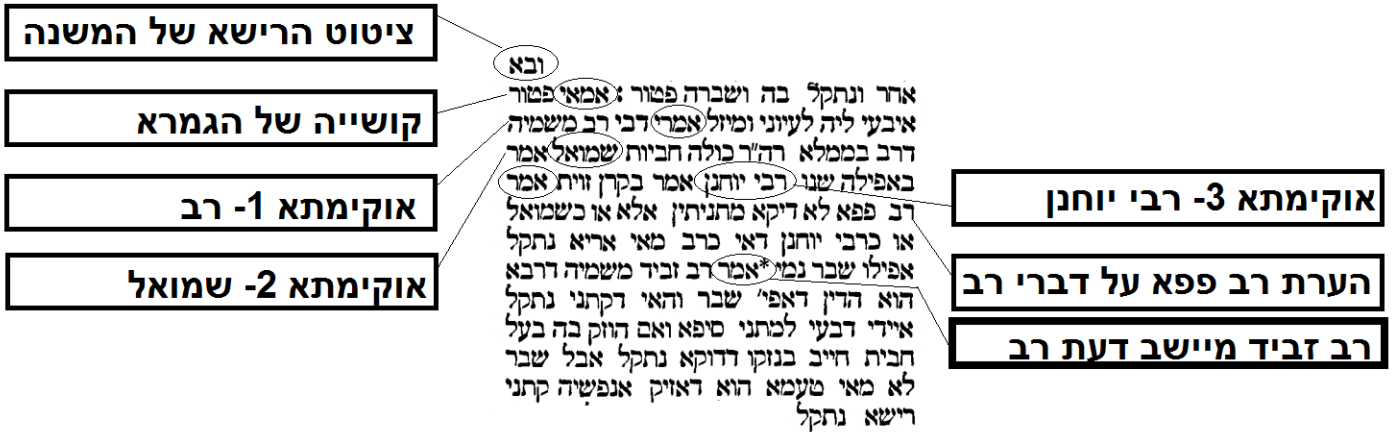 ציטוט הרישא של המשנה
קושייה של הגמרא
אוקימתא 1- רב
אוקימתא 2- שמואל
ובא
אחר ונתקל בה ושברה פטור : אמאי פטור
איבעי ליה לעיוני ומיזל אמרי דבי רב משמיה
דרב בממלא רה״ר כולה חביות שמואל אמר
באפילה שנו רבי יוחנן אמר בקרן זוית אמר
רב פפא לא דיקא מתניתין אלא או כשמואל
או כרבי יוחנן דאי כרב מאי אריא נתקל
אפילו שבר נמי *אמר רב זביד משמיה דרבא
הוא הדין דאפי׳ שבר והאי דקתני נתקל
איידי דבעי למתני סיפא ואם הוזק בה בעל
חבית חייב בנזקו דדוקא נתקל אבל שבר
לא מאי טעמא הוא דאזיק אנפשיה קתני
רישא נתקל
אוקימתא 3- רבי יוחנן
הערת רב פפא על דברי רב
רב זביד מיישב דעת רב